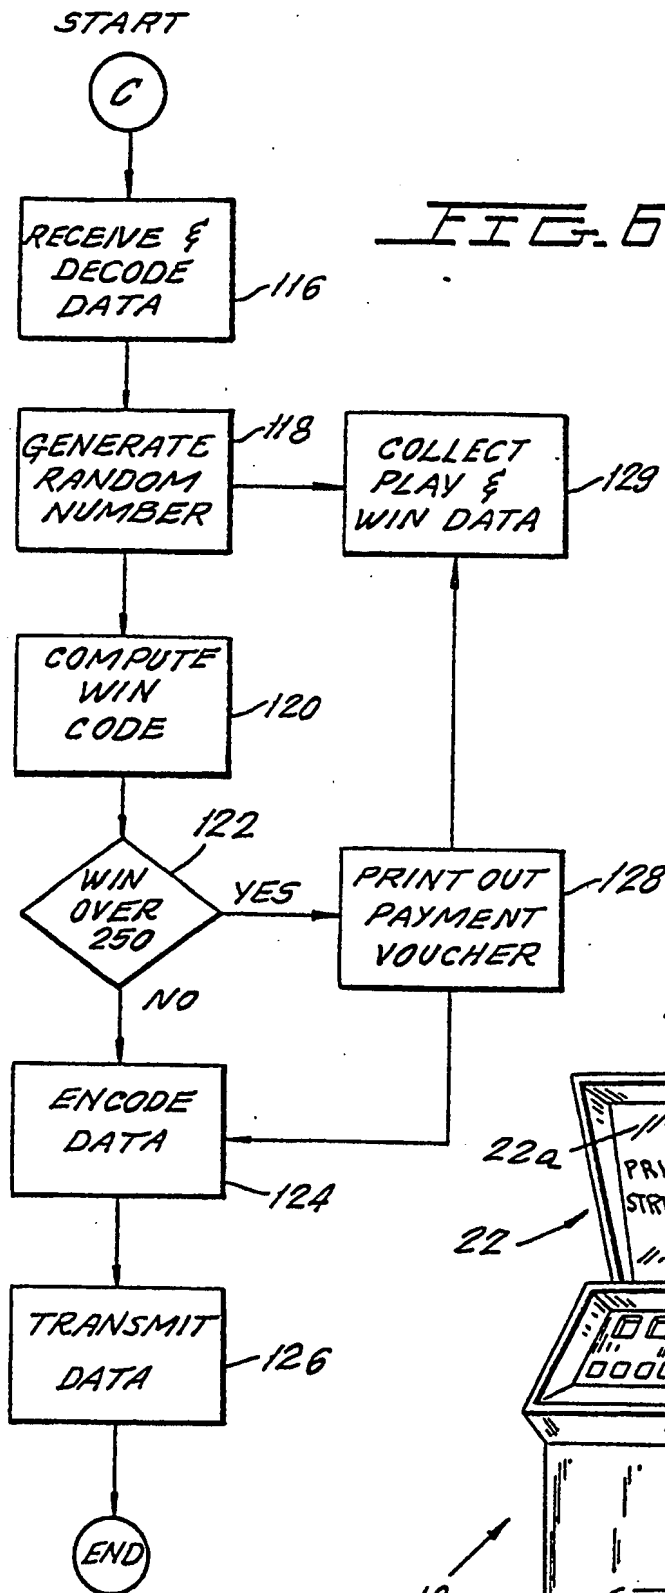 START
C
FIG. 6
RECEIVE &
DECODE
DATA
116
GENERATE
RANDOM
NUMBER
118
COLLECT
PLAY &
WIN DATA
129
COMPUTE
WIN
CODE
120
WIN
OVER
250
122
YES
NO
PRINT OUT
PAYMENT
VOUCHER
128
ENCODE
DATA
124
22a
22
TRANSMIT
DATA
126
END